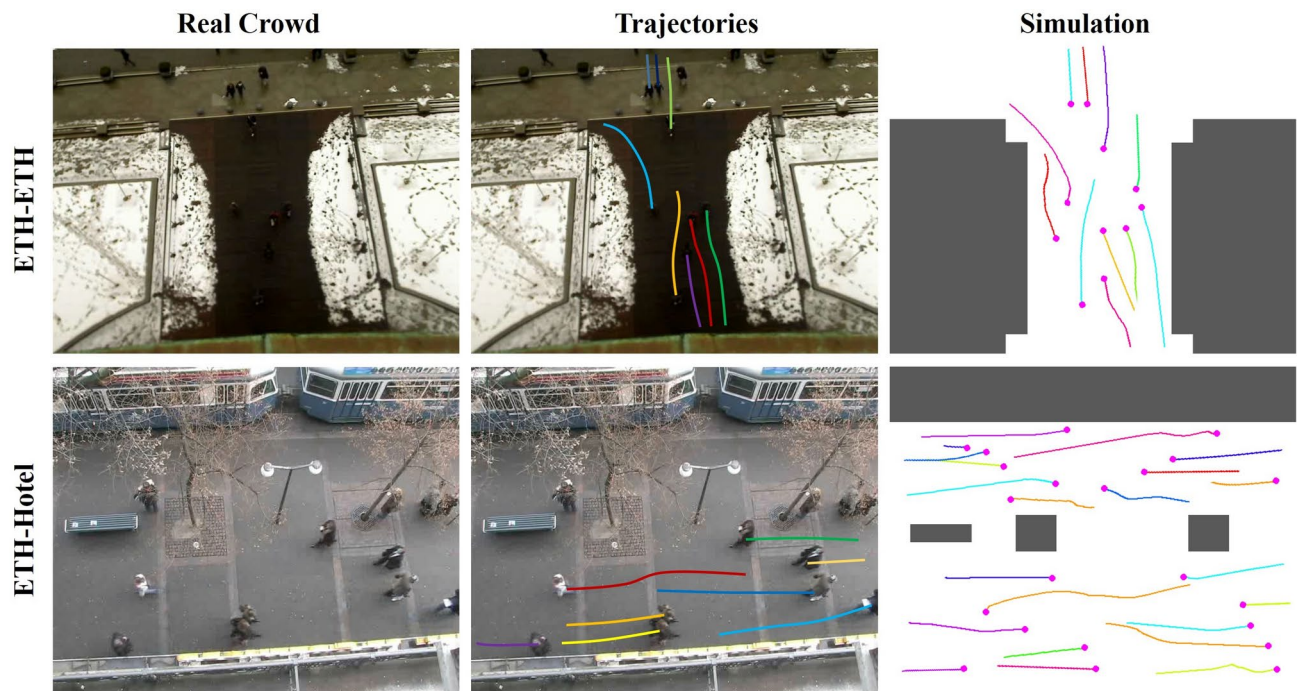 Real Crowd
Trajectories
Simulation
ETH-ETH
ETH-Hotel